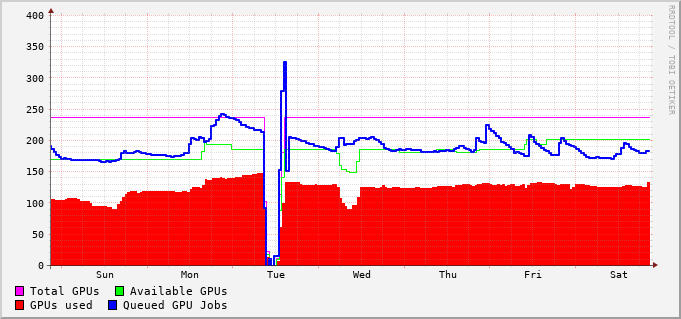 RRDTOOL / TOBI OETIKER
400
350
300
250
200
150
100
50
0
Sun Mon Tue Wed Thu Fri Sat
Total GPUs Available GPUs
GPUs used Queued GPU Jobs